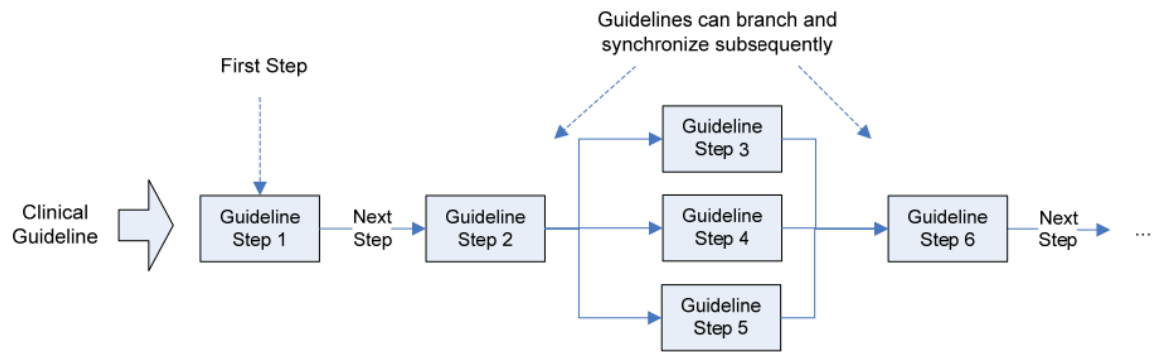 Guidelines can branch and
synchronize subsequently
First Step
Clinical
Guideline
Guideline
Step 1
Next
Step
Guideline
Step 2
Guideline
Step 3
Guideline
Step 4
Guideline
Step 5
Guideline
Step 6
Next
Step
...